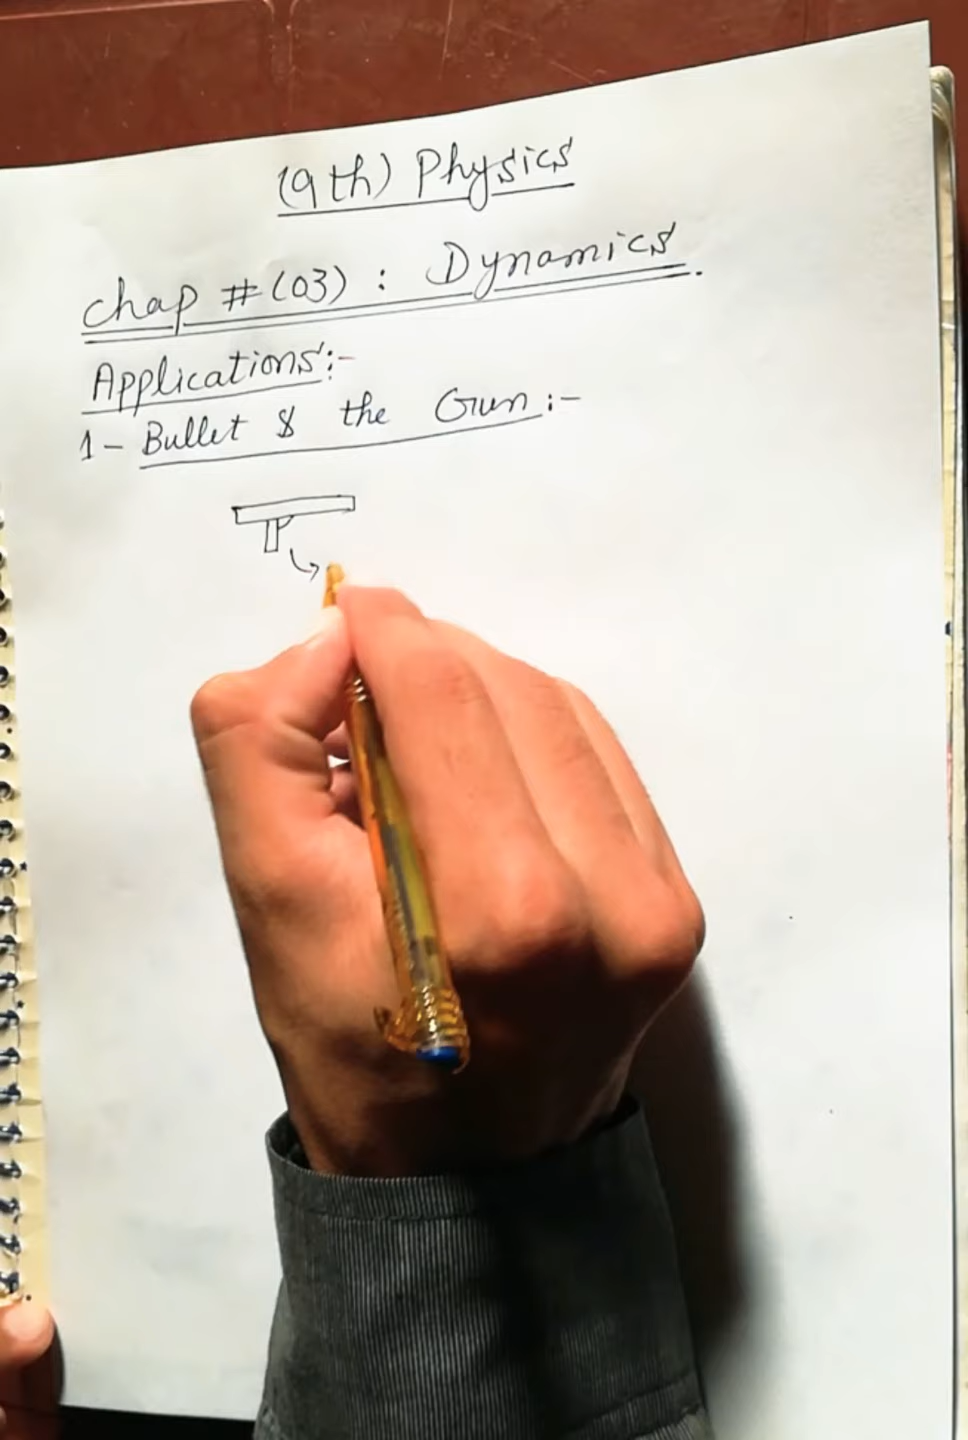 (9th) Physics
Chap # (03) : Dynamics.
Applications:-
1- Bullet & the Gun:-